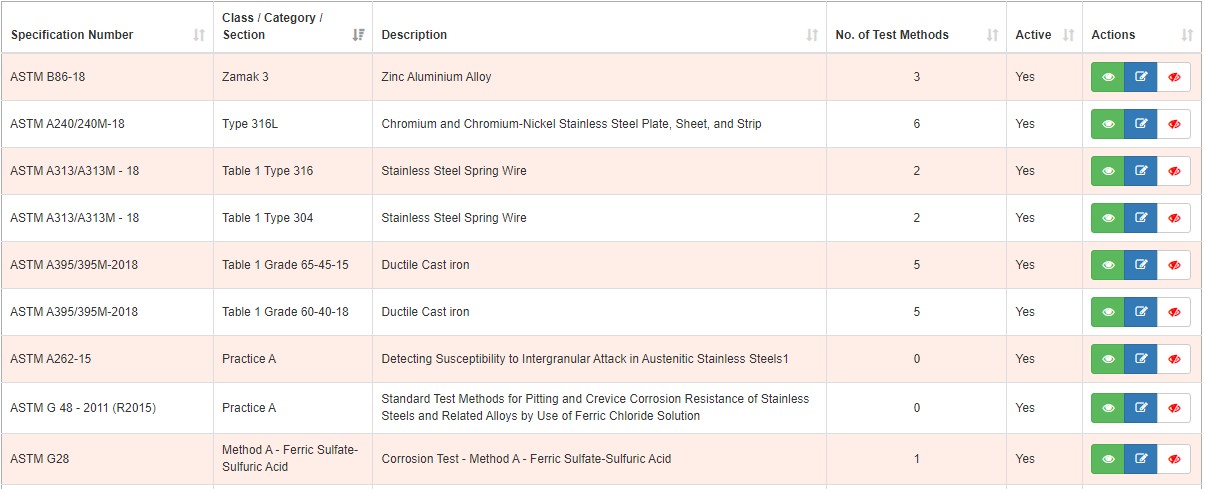 Specification Number
Class / Category /
Section
Description
No. of Test Methods
Active
Actions
ASTM B86-18
Zamak 3
Zinc Aluminium Alloy
3
Yes
ASTM A240/240M-18
Type 316L
Chromium and Chromium-Nickel Stainless Steel Plate, Sheet, and Strip
6
Yes
ASTM A313/A313M - 18
Table 1 Type 316
Stainless Steel Spring Wire
2
Yes
ASTM A313/A313M - 18
Table 1 Type 304
Stainless Steel Spring Wire
2
Yes
ASTM A395/395M-2018
Table 1 Grade 65-45-15
Ductile Cast iron
5
Yes
ASTM A395/395M-2018
Table 1 Grade 60-40-18
Ductile Cast iron
5
Yes
ASTM A262-15
Practice A
Detecting Susceptibility to Intergranular Attack in Austenitic Stainless Steels1
0
Yes
ASTM G 48 - 2011 (R2015)
Practice A
Standard Test Methods for Pitting and Crevice Corrosion Resistance of Stainless
Steels and Related Alloys by Use of Ferric Chloride Solution
0
Yes
ASTM G28
Method A - Ferric Sulfate-
Sulfuric Acid
Corrosion Test - Method A - Ferric Sulfate-Sulfuric Acid
1
Yes